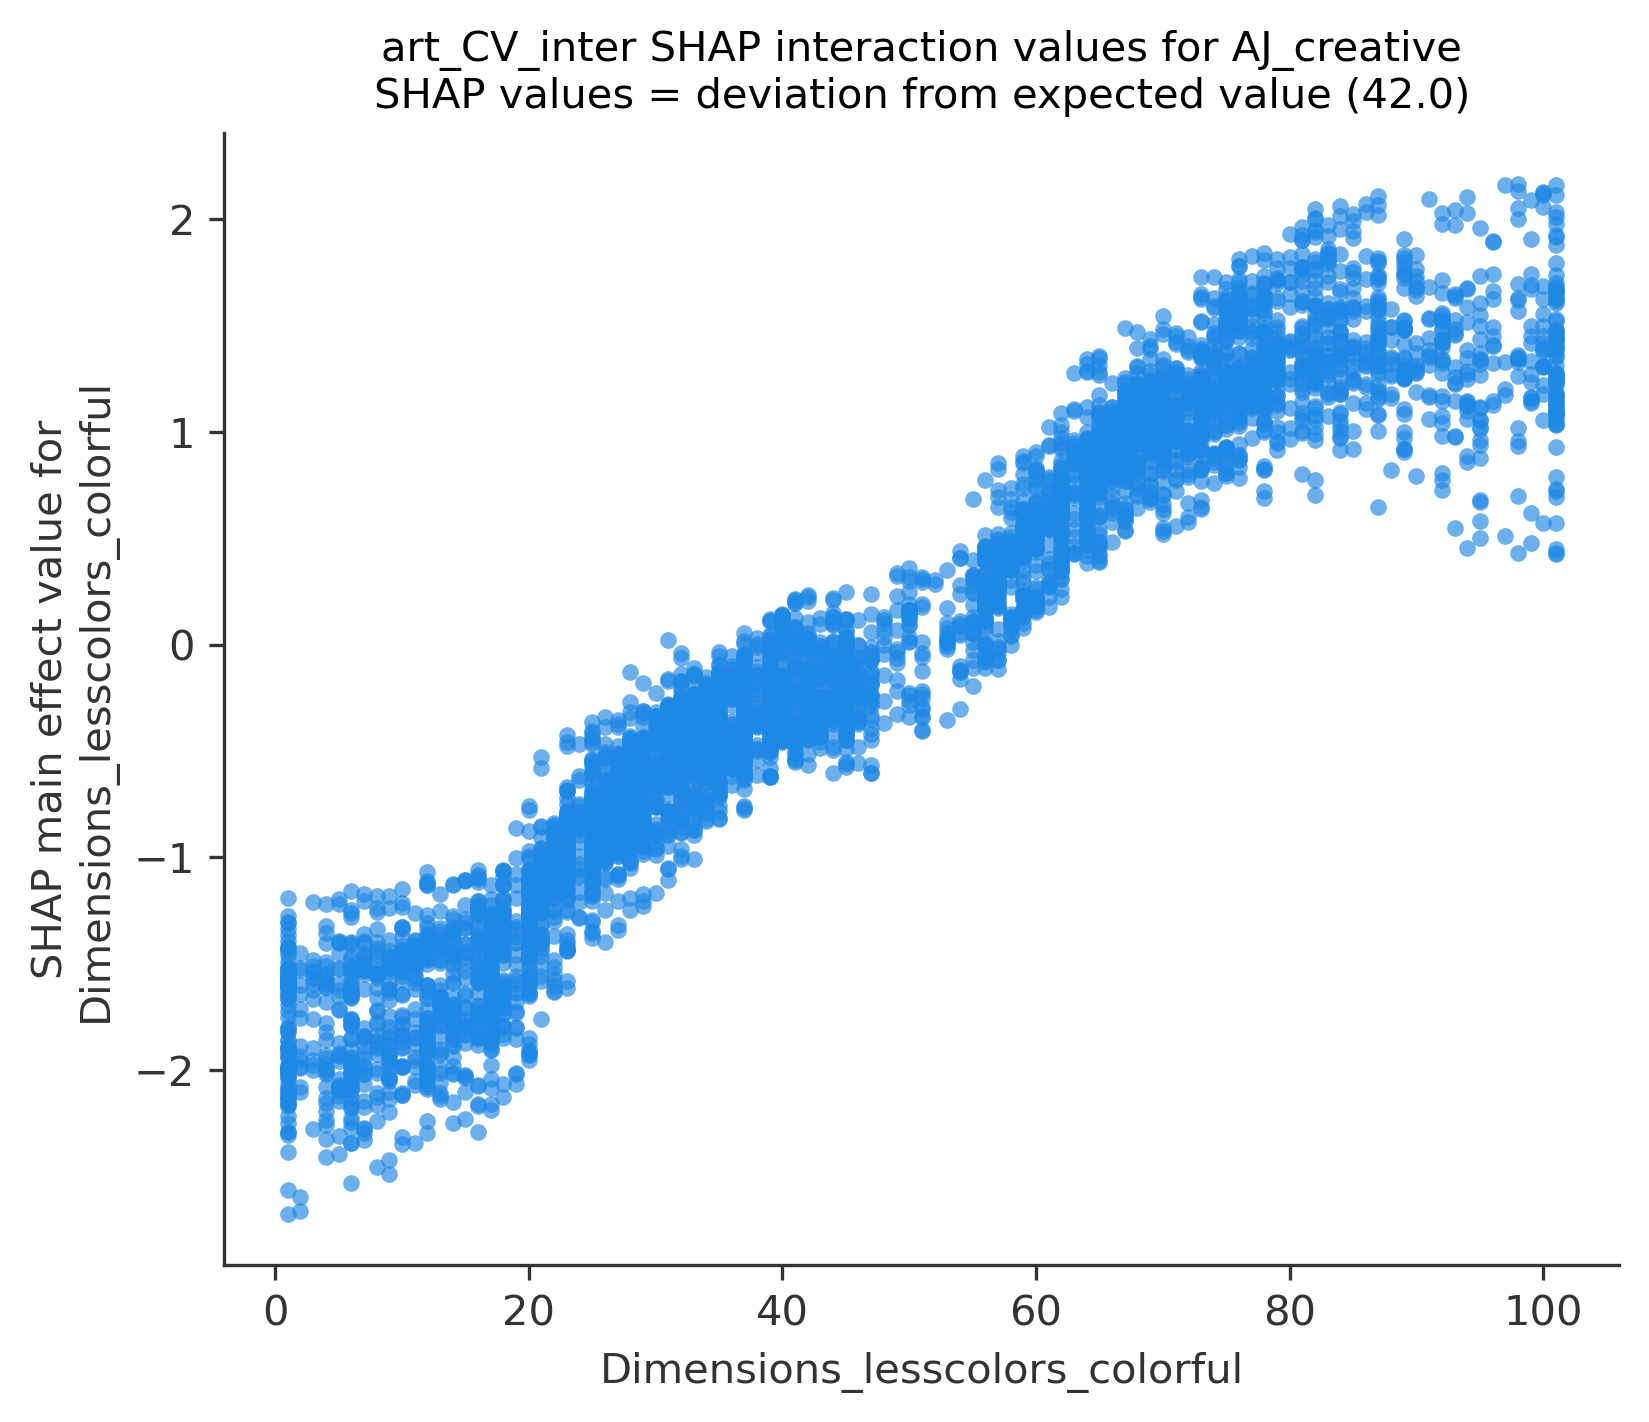 art_CV_inter SHAP interaction values for AJ_creative
SHAP values = deviation from expected value (42.0)
SHAP main effect value for
Dimensions_lesscolors_colorful
2
1
0
−1
−2
0
20
40
60
80
100
Dimensions_lesscolors_colorful